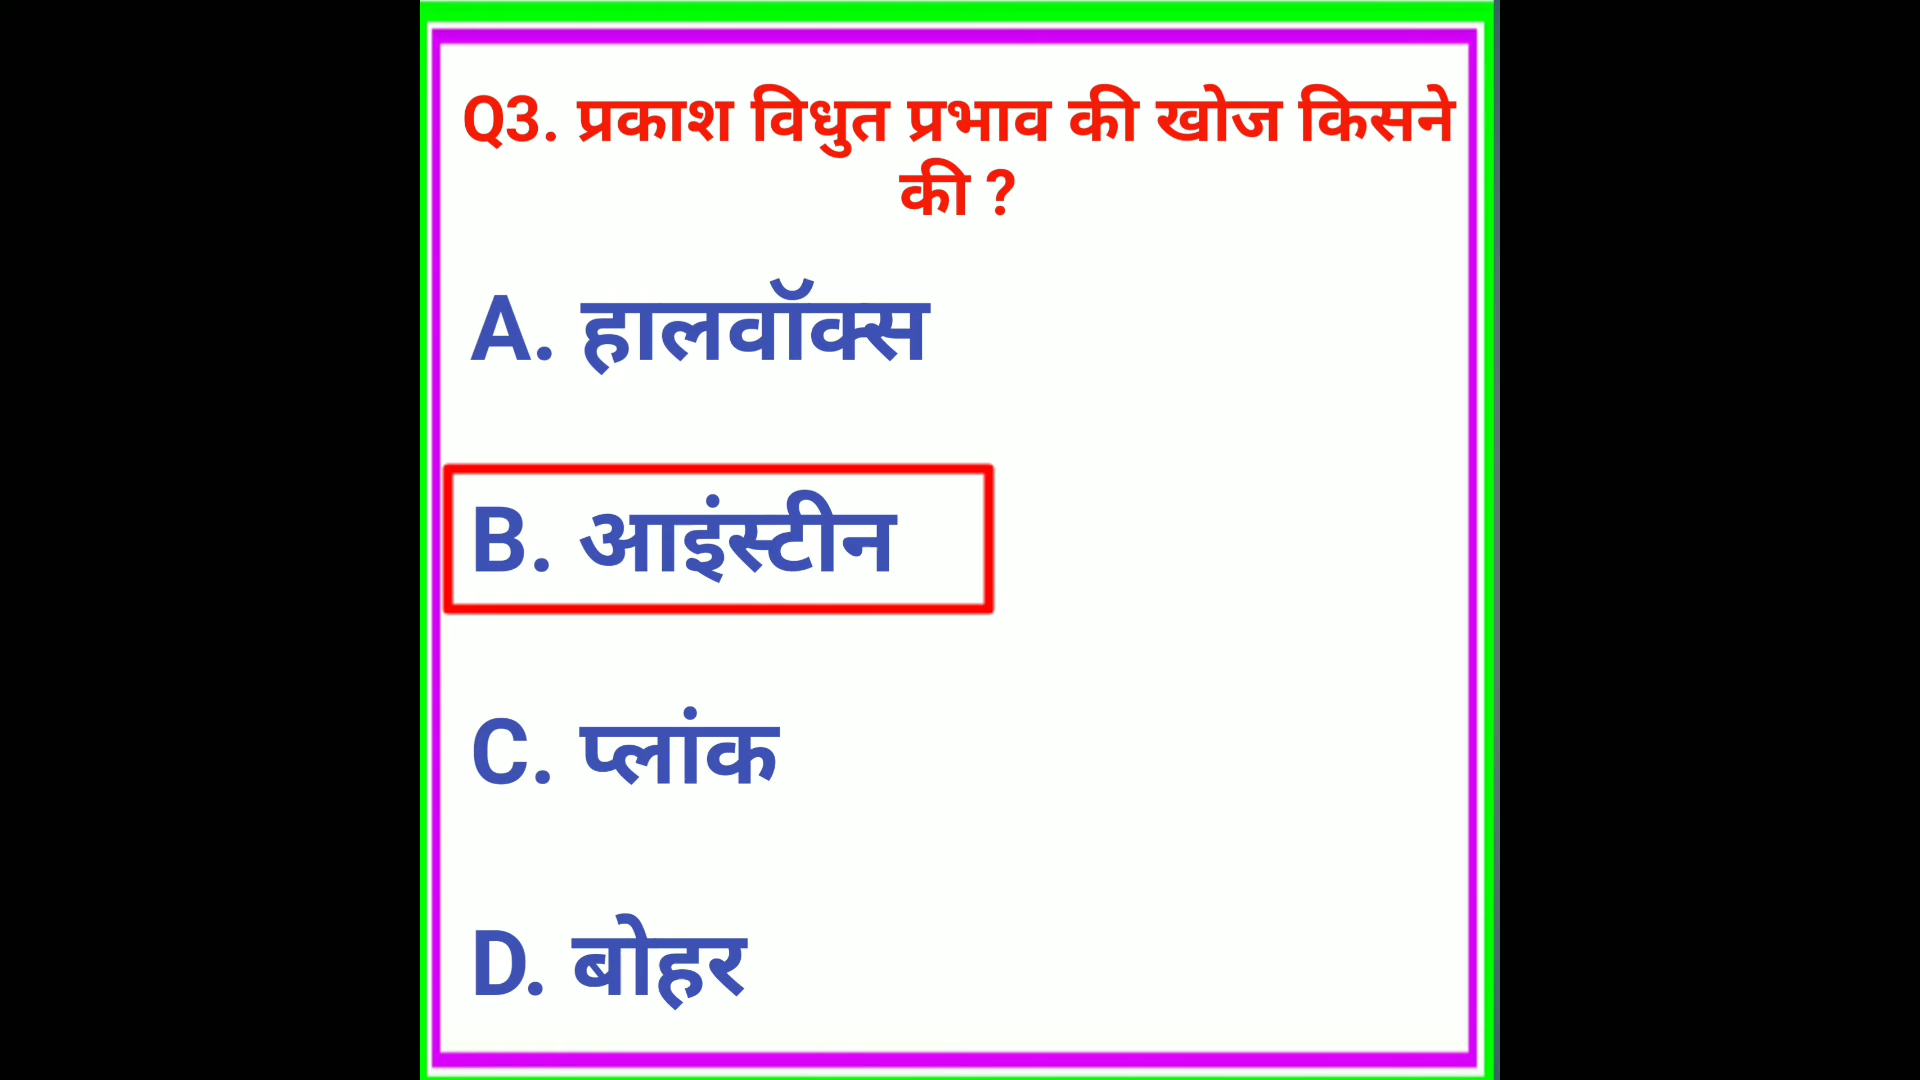 Q3. प्रकाश विधुत प्रभाव की खोज किसने
की ?
A. हालवॉक्स
B. आइंस्टीन
C. प्लांक
D. बोहर